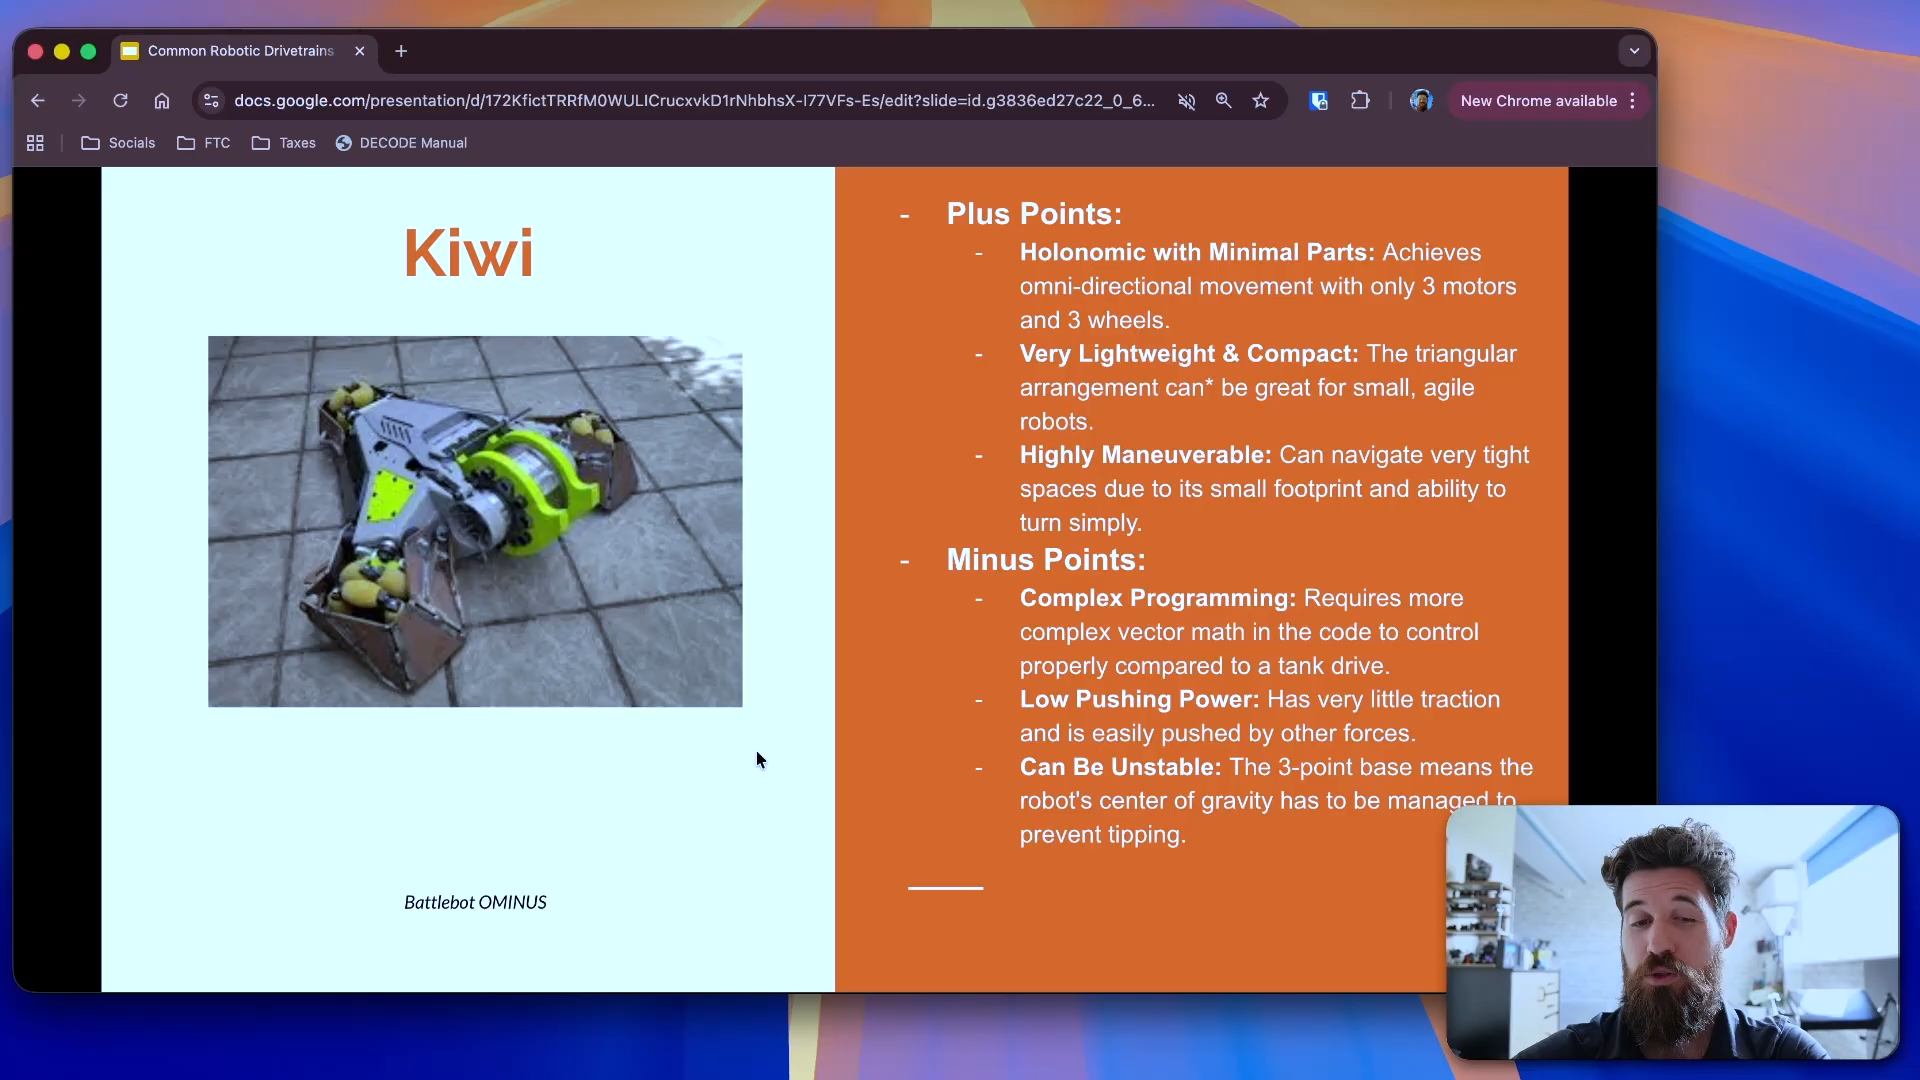 Common Robotic Drivetrains
docs.google.com/presentation/d/172KfictTRRfM0WULICrucxvkD1rNhbhsX-I77VFs-Es/edit?slide=id.g3836ed27c22_0_6...
New Chrome available
Socials
FTC
Taxes
DECODE Manual
Kiwi
Battlebot OMINUS
- Plus Points:
- Holonomic with Minimal Parts: Achieves
omni-directional movement with only 3 motors
and 3 wheels.
- Very Lightweight & Compact: The triangular
arrangement can* be great for small, agile
robots.
- Highly Maneuverable: Can navigate very tight
spaces due to its small footprint and ability to
turn simply.
- Minus Points:
- Complex Programming: Requires more
complex vector math in the code to control
properly compared to a tank drive.
- Low Pushing Power: Has very little traction
and is easily pushed by other forces.
- Can Be Unstable: The 3-point base means the
robot's center of gravity has to be managed to
prevent tipping.